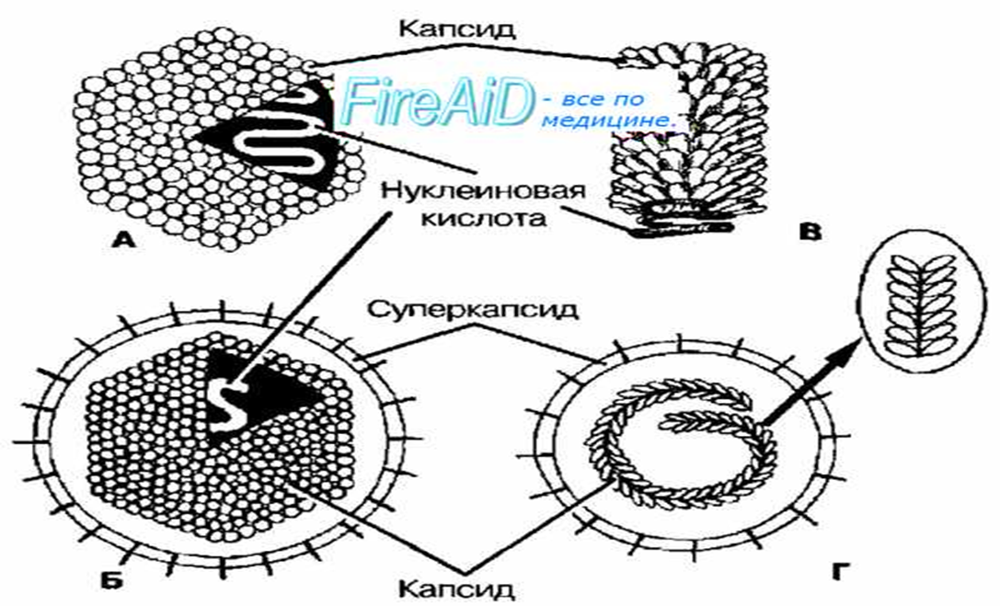 Капсид
FireAiD - все по
медицине.
Нуклеиновая
кислота
А
В
Суперкапсид
Б
Г
Капсид